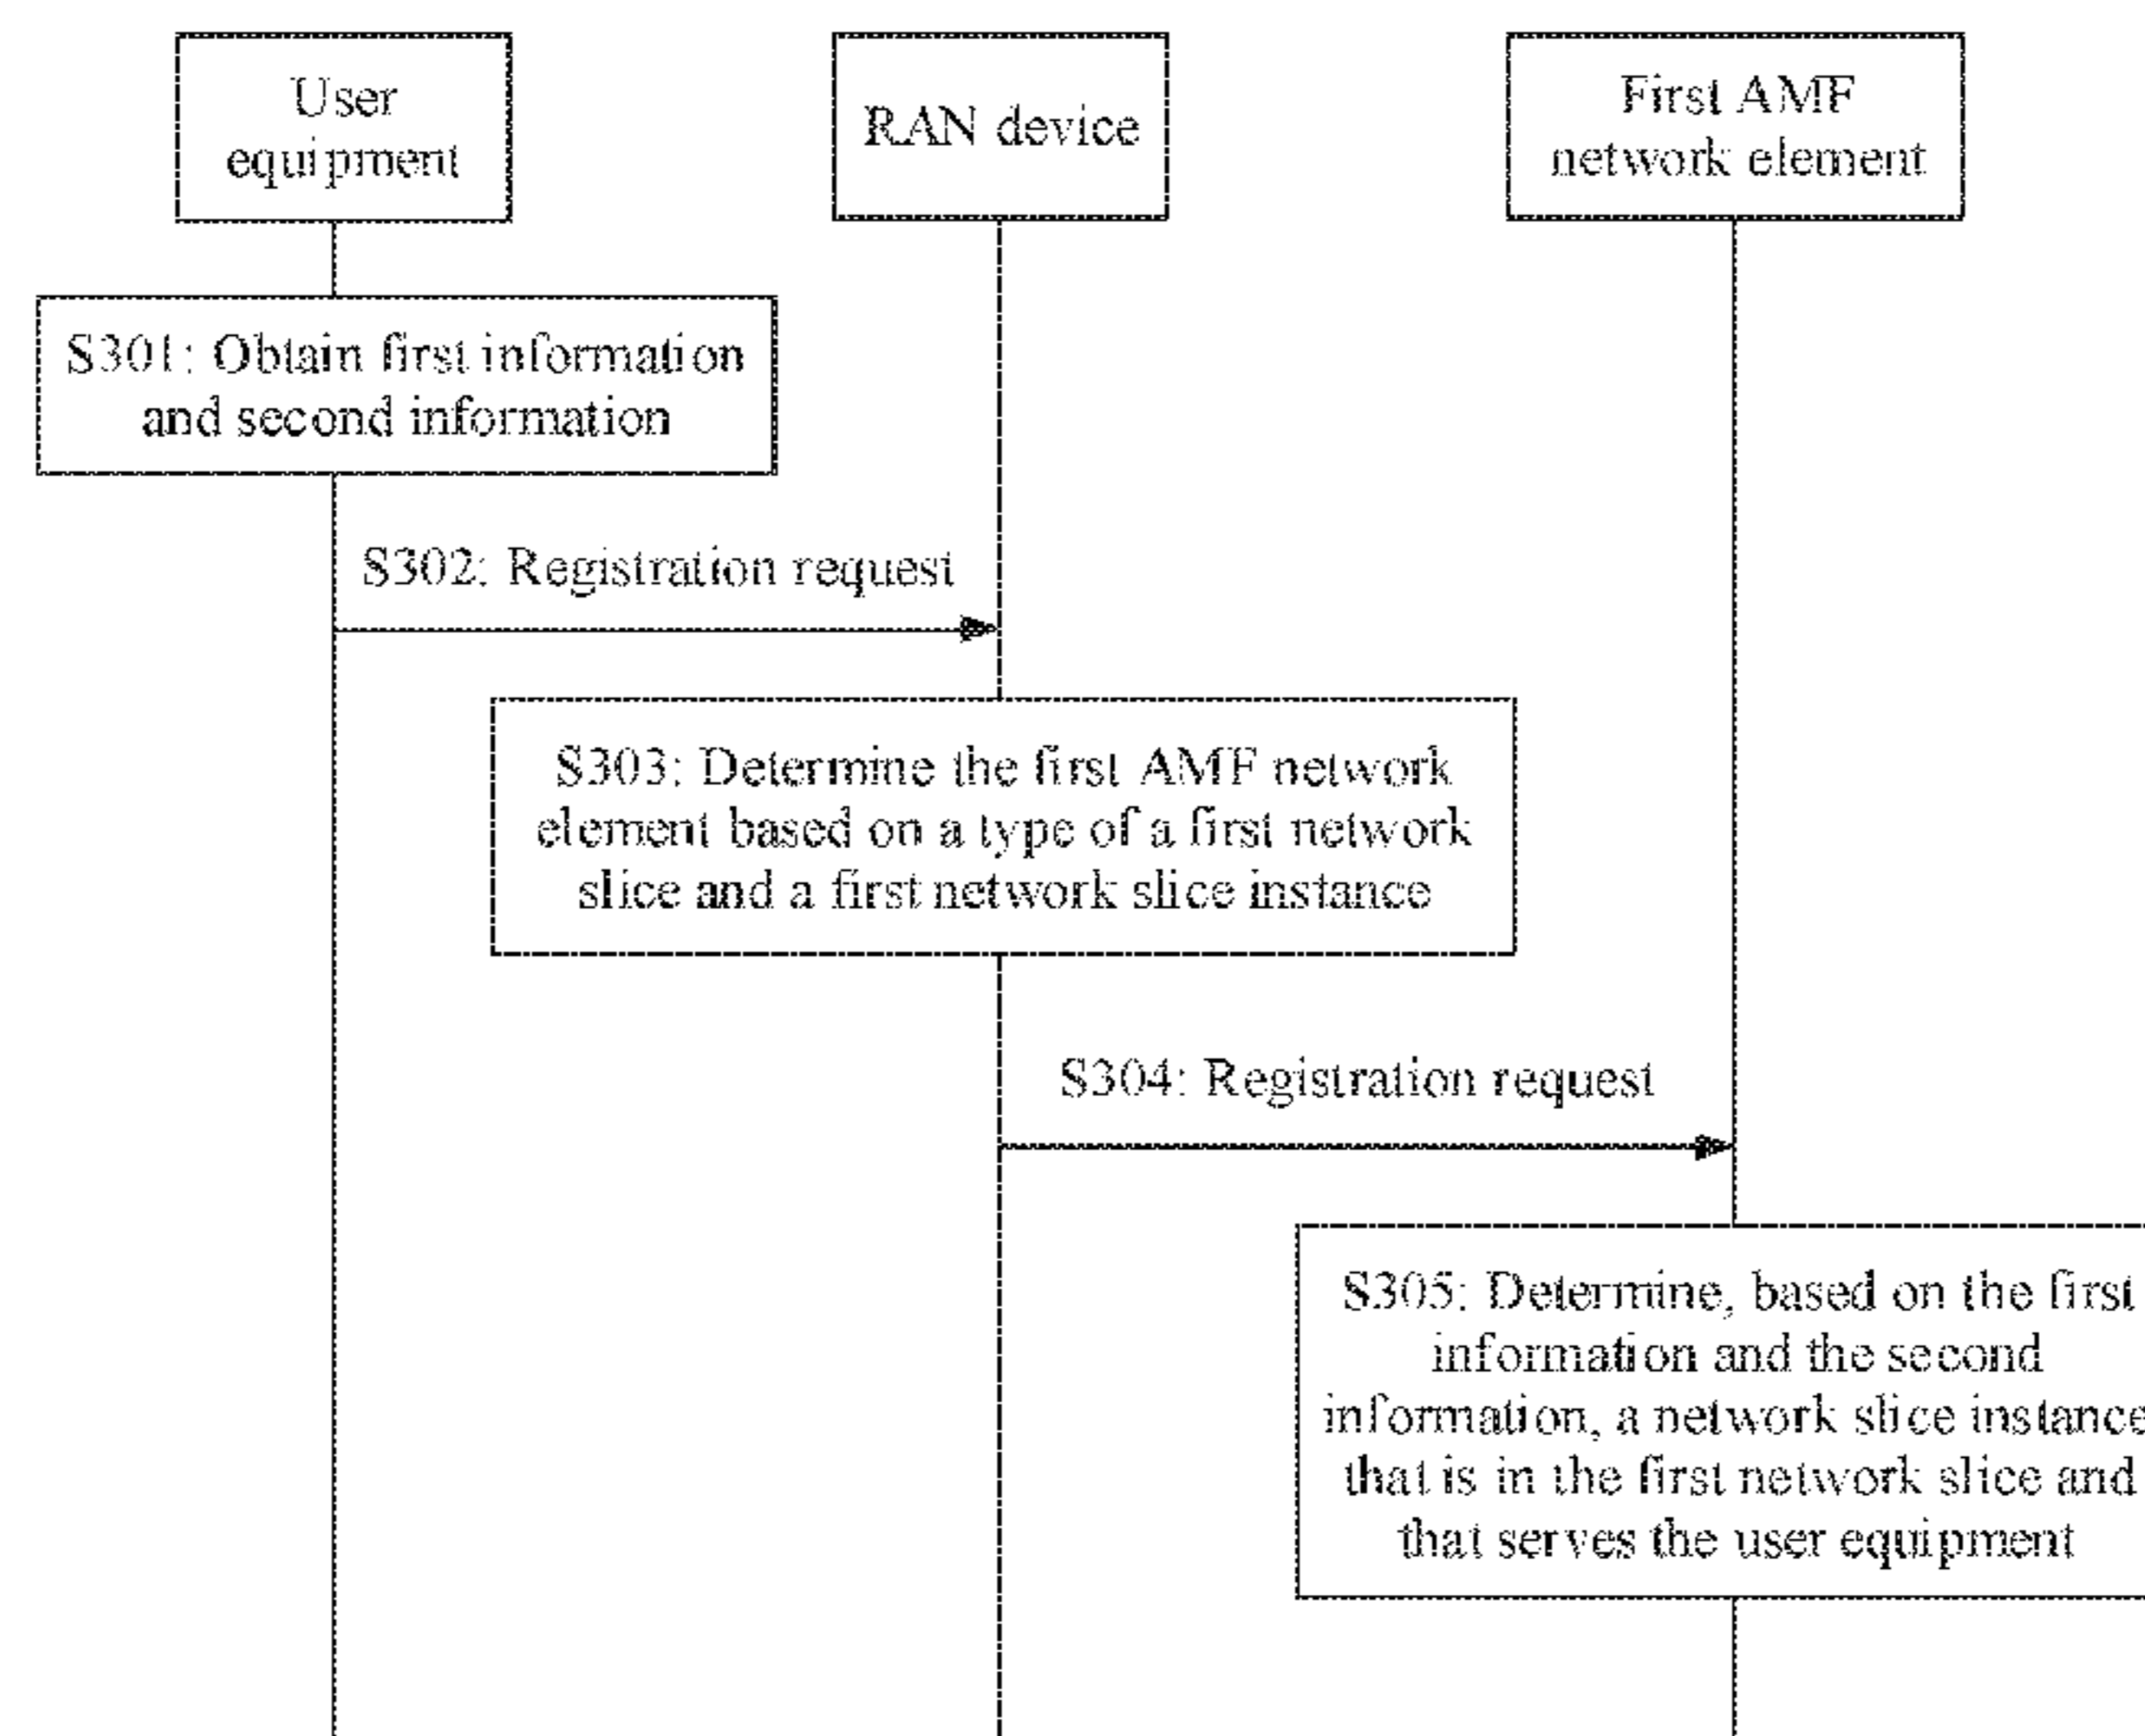 User
equipment
RAN device
First AMF
network element
S301: Obtain first information
and second information
S302: Registration request
S303: Determine the first AMF network
element based on a type of a first network
slice and a first network slice instance
S304: Registration request
S305: Determine, based on the first
information and the second
information, a network slice instance
that is in the first network slice and
that serves the user equipment